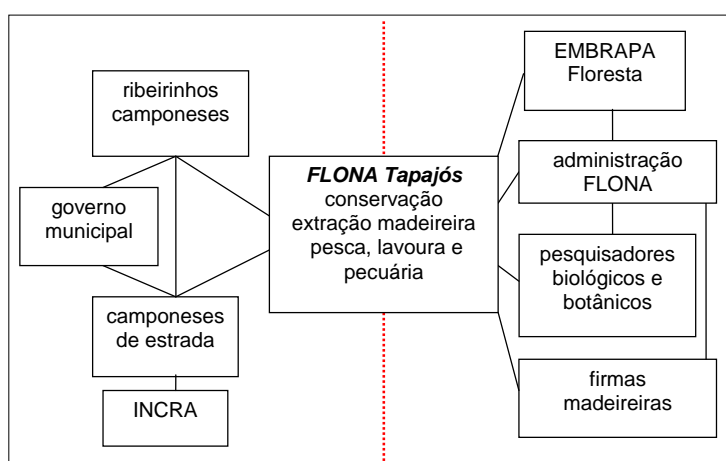 ribeirinhos
camponeses
governo
municipal
camponeses
de estrada
INCRA
FLONA Tapajós
conservação
extração madeireira
pesca, lavoura e
pecuária
EMBRAPA
Floresta
administração
FLONA
pesquisadores
biológicos e
botânicos
firmas
madeireiras